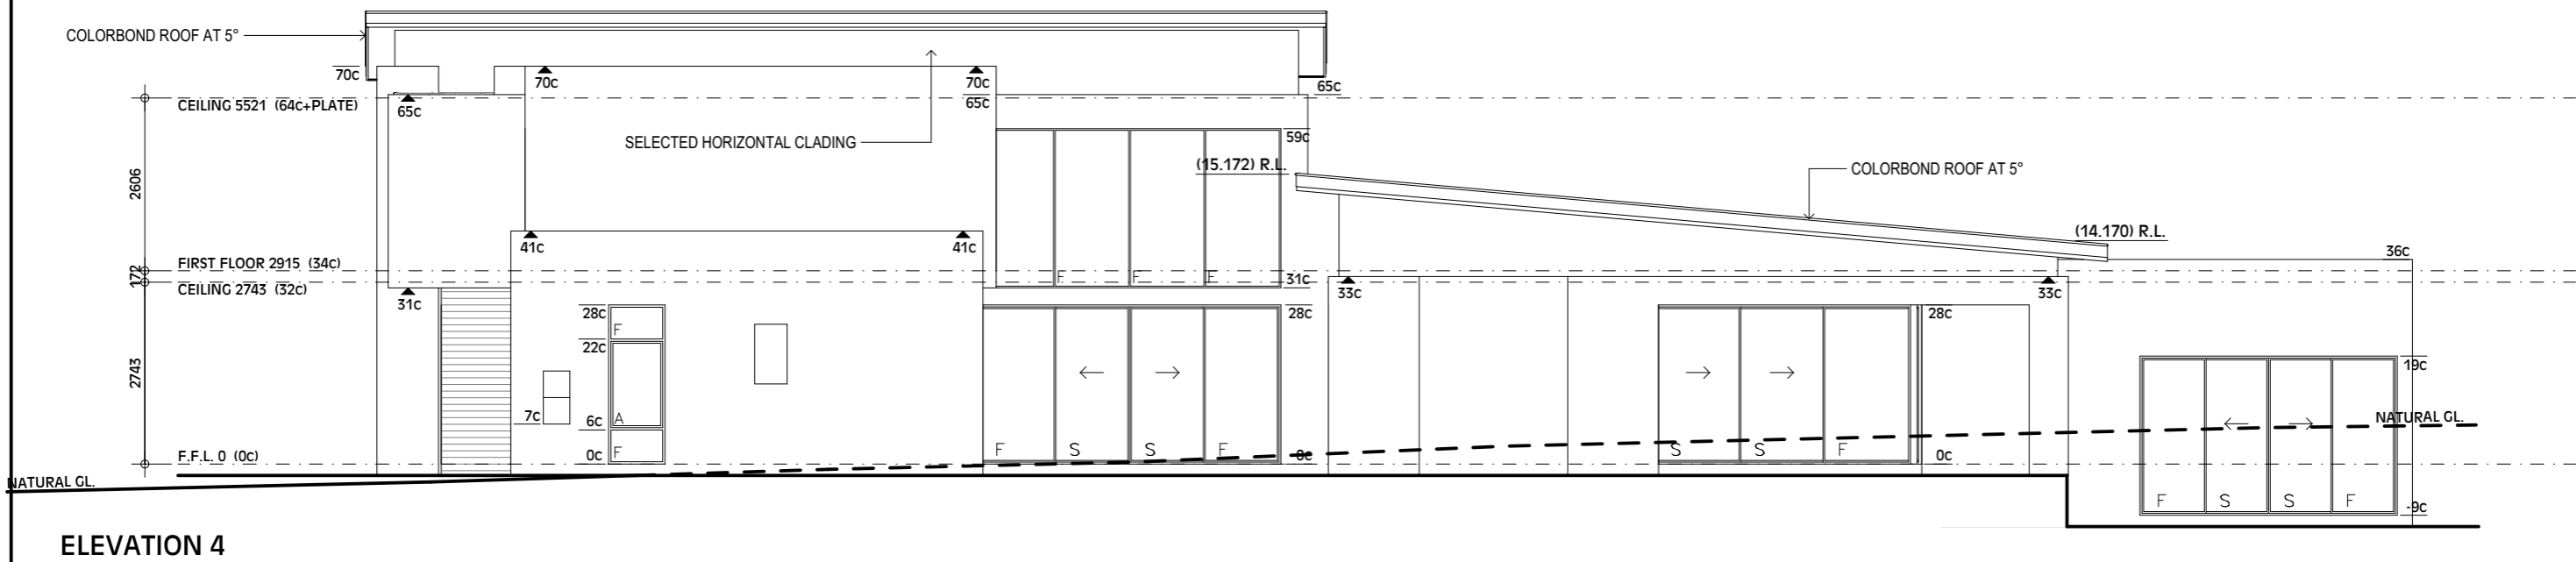 COLORBOND ROOF AT 5°
70c
70c
70c
65c
CEILING 5521 (64c+PLATE)
65c
65c
SELECTED HORIZONTAL CLADING
59c
(15.172) R.L.
COLORBOND ROOF AT 5°
2606
(14.170) R.L.
41c
41c
36c
FIRST FLOOR 2915 (34c)
172
F
F
F
31c
CEILING 2743 (32c)
31c
33c
33c
28c
F
28c
28c
22c
2743
19c
7c
6c
A
NATURAL GL.
F
S
S
F
S
S
F
F.F.L. 0 (0c)
0c
F
0c
0c
NATURAL GL.
F
S
S
F
-9c
ELEVATION 4